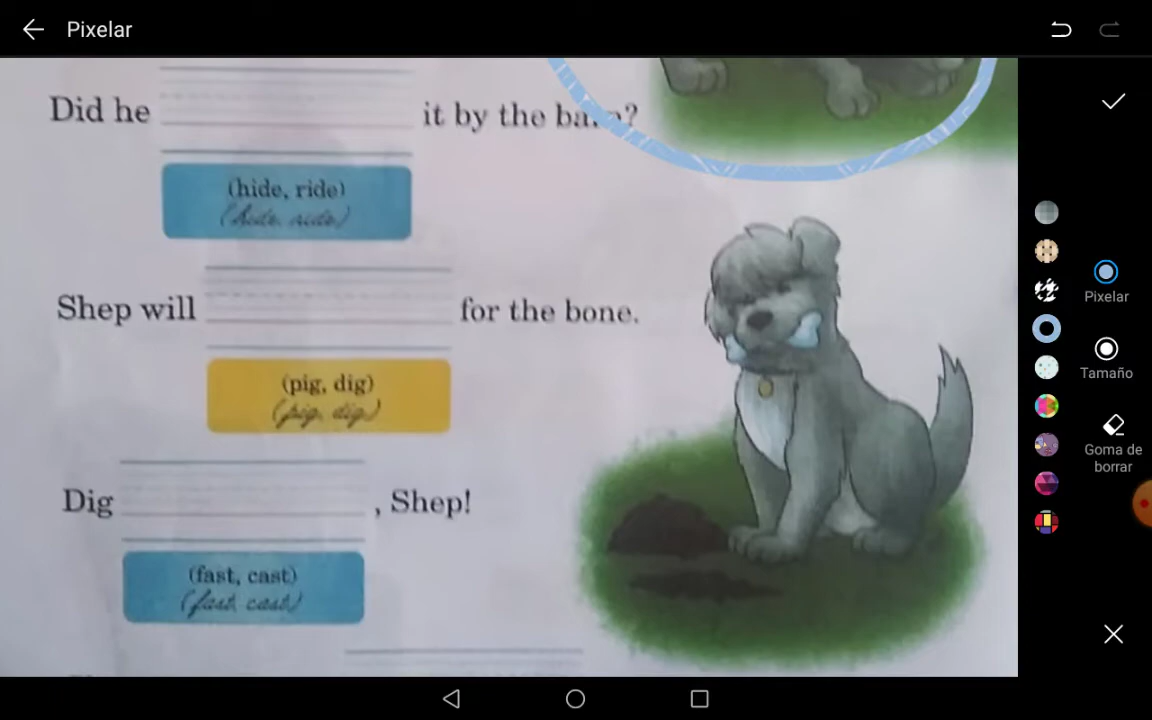 Pixelar
Did he it by the
(hide, ride)
(hide, ride)
Shep will for the bone.
(pig, dig)
(pig, dig)
Dig , Shep!
(fast, cast)
(fast, cast)
Pixelar
Tamaño
Goma de
borrar